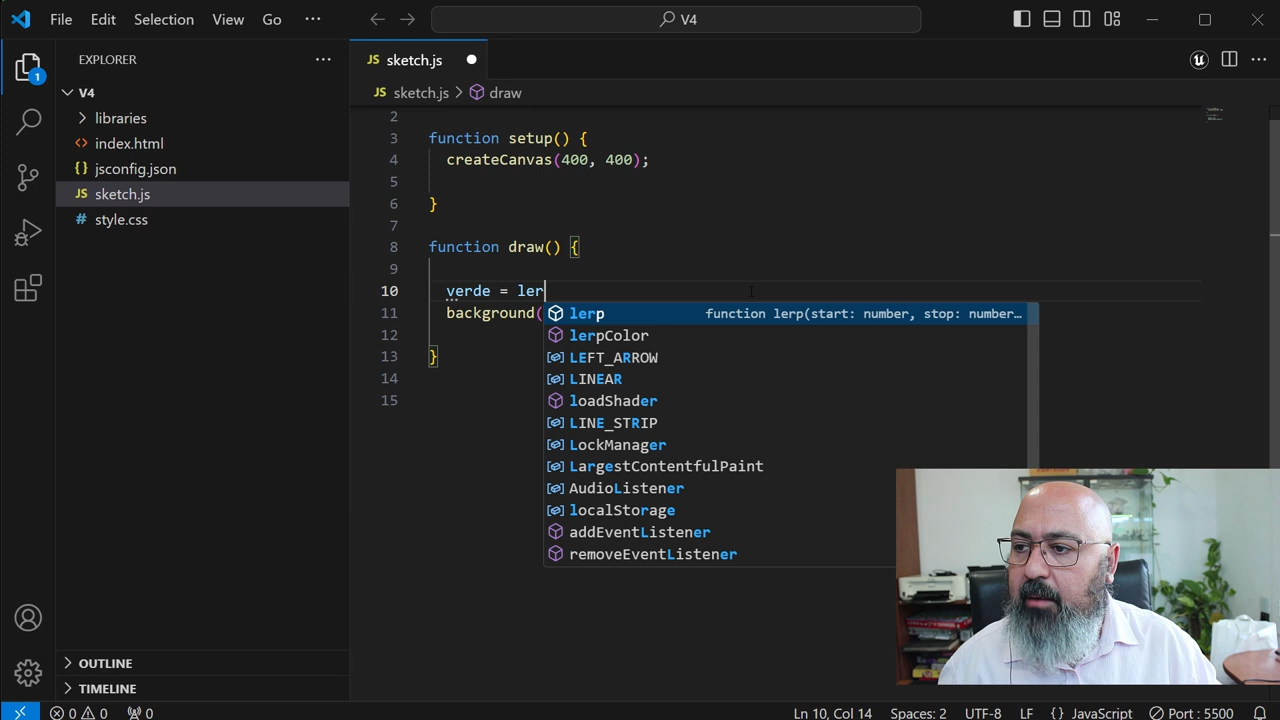 File Edit Selection View Go ··· V4
EXPLORER ···
1
V4
libraries
index.html
jsconfig.json
sketch.js
style.css
OUTLINE
TIMELINE
JS sketch.js
JS sketch.js > draw
2
3 function setup() {
4 createCanvas(400, 400);
5
6 }
7
8 function draw() {
9
10 verde = ler
11 background(
12
13 }
14
15
lerp function lerp(start: number, stop: number…
lerpColor
LEFT_ARROW
LINEAR
loadShader
LINE_STRIP
LockManager
LargestContentfulPaint
AudioListener
localStorage
addEventListener
removeEventListener
0 0 0 Ln 10, Col 14 Spaces: 2 UTF-8 LF {} JavaScript Port : 5500